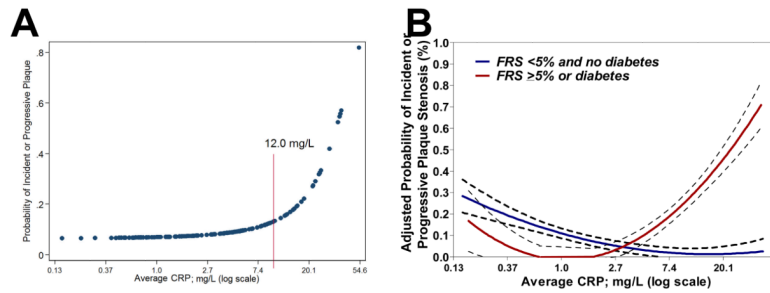 A
Probability of Incident or Progressive Plaque
.8
.6
.4
.2
0
12.0 mg/L
0.13 0.37 1.0 2.7 7.4 20.1 54.6
Average CRP; mg/L (log scale)
B
Adjusted Probability of Incident or
Progressive Plaque Stenosis (%)
1.0
0.9
0.8
0.7
0.6
0.5
0.4
0.3
0.2
0.1
0.0
FRS <5% and no diabetes
FRS ≥5% or diabetes
0.13 0.37 1.0 2.7 7.4 20.1
Average CRP; mg/L (log scale)